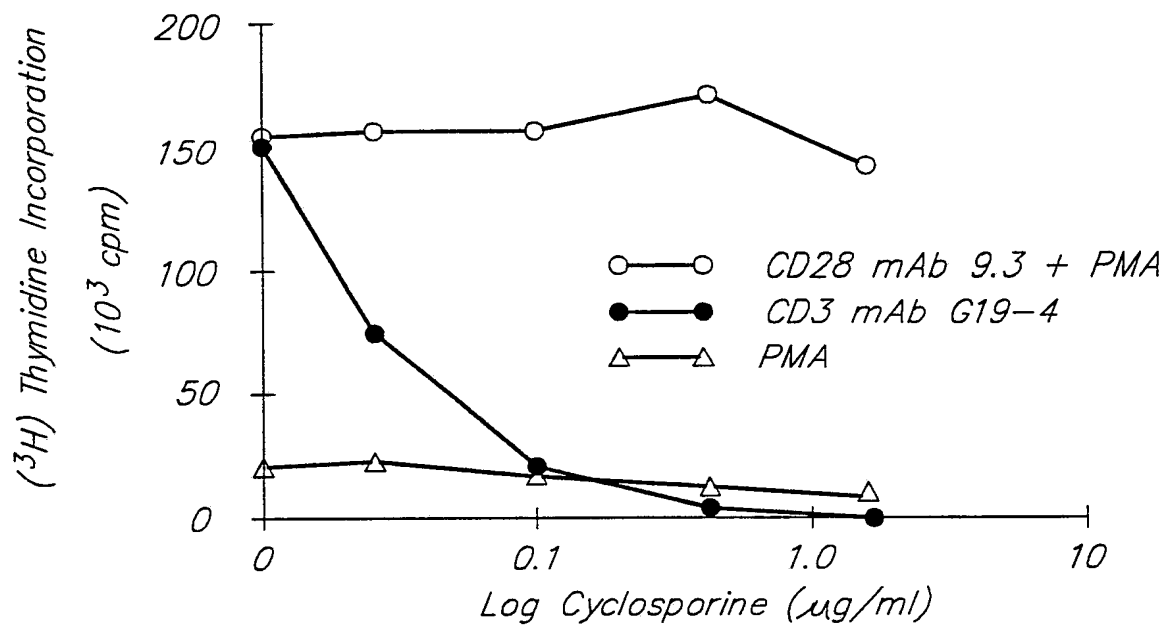 (³H) Thymidine Incorporation
(10³ cpm)
200
150
100
50
0
CD28 mAb 9.3 + PMA
CD3 mAb G19-4
PMA
0
0.1
1.0
10
Log Cyclosporine (µg/ml)